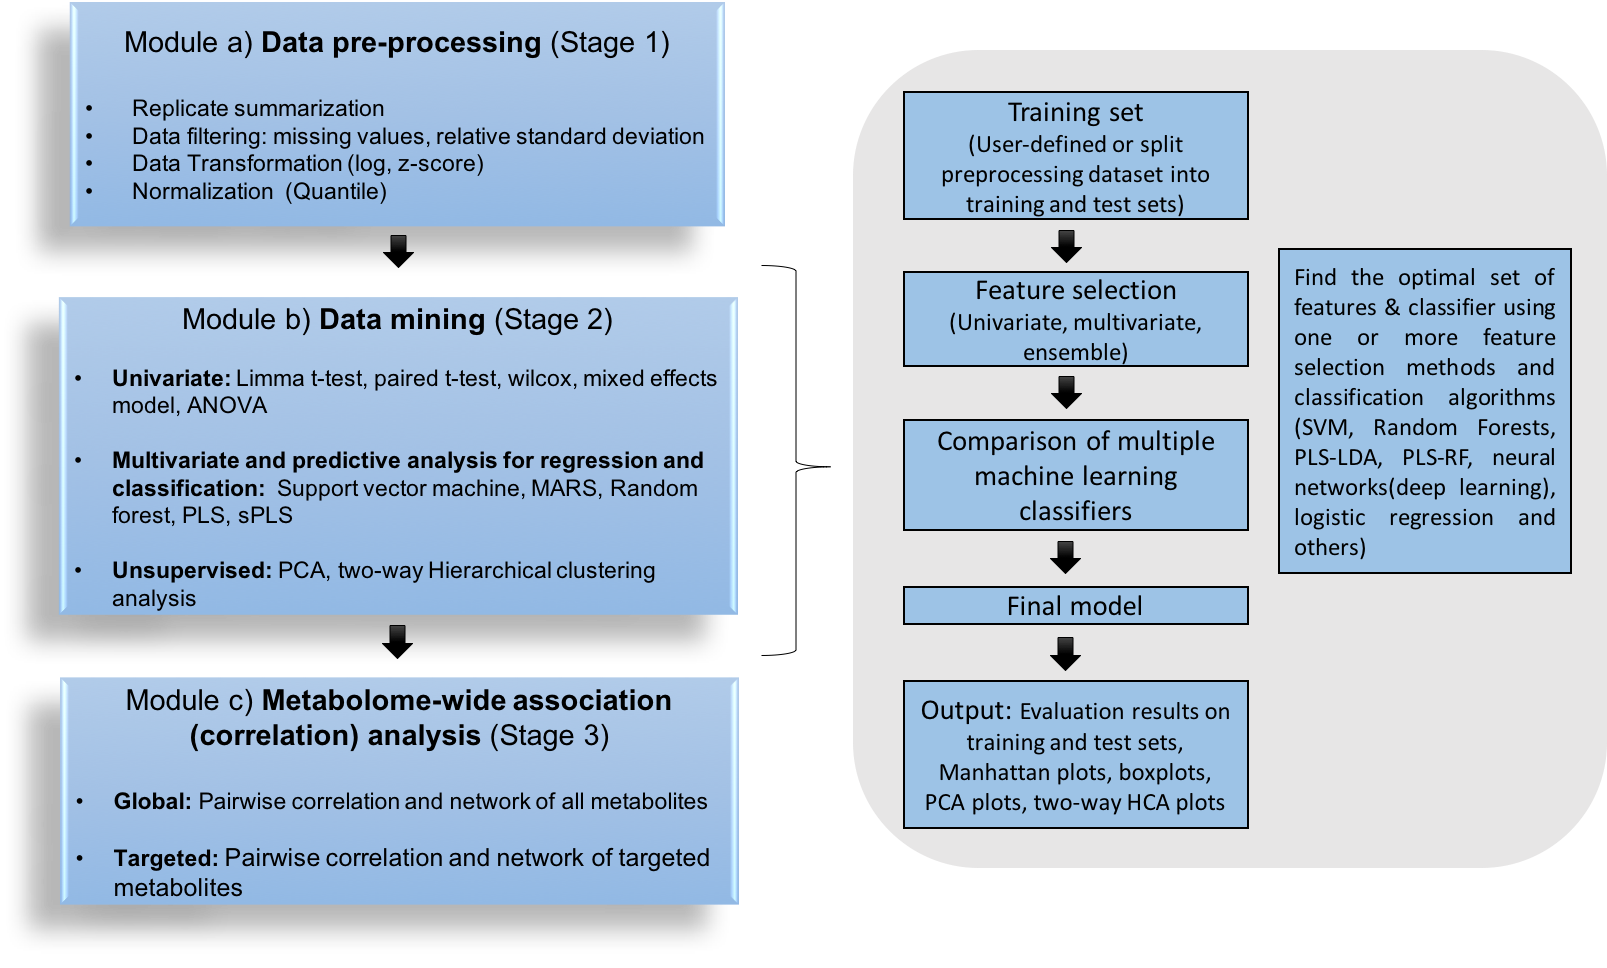 Module a) Data pre-processing (Stage 1)
• Replicate summarization
• Data filtering: missing values, relative standard deviation
• Data Transformation (log, z-score)
• Normalization (Quantile)
Module b) Data mining (Stage 2)
• Univariate: Limma t-test, paired t-test, wilcox, mixed effects
model, ANOVA
• Multivariate and predictive analysis for regression and
classification: Support vector machine, MARS, Random
forest, PLS, sPLS
• Unsupervised: PCA, two-way Hierarchical clustering
analysis
Module c) Metabolome-wide association
(correlation) analysis (Stage 3)
• Global: Pairwise correlation and network of all metabolites
• Targeted: Pairwise correlation and network of targeted
metabolites
Training set
(User-defined or split
preprocessing dataset into
training and test sets)
Feature selection
(Univariate, multivariate,
ensemble)
Comparison of multiple
machine learning
classifiers
Final model
Output: Evaluation results on
training and test sets,
Manhattan plots, boxplots,
PCA plots, two-way HCA plots
Find the optimal set of
features & classifier using
one or more feature
selection methods and
classification algorithms
(SVM, Random Forests,
PLS-LDA, PLS-RF, neural
networks(deep learning),
logistic regression and
others)